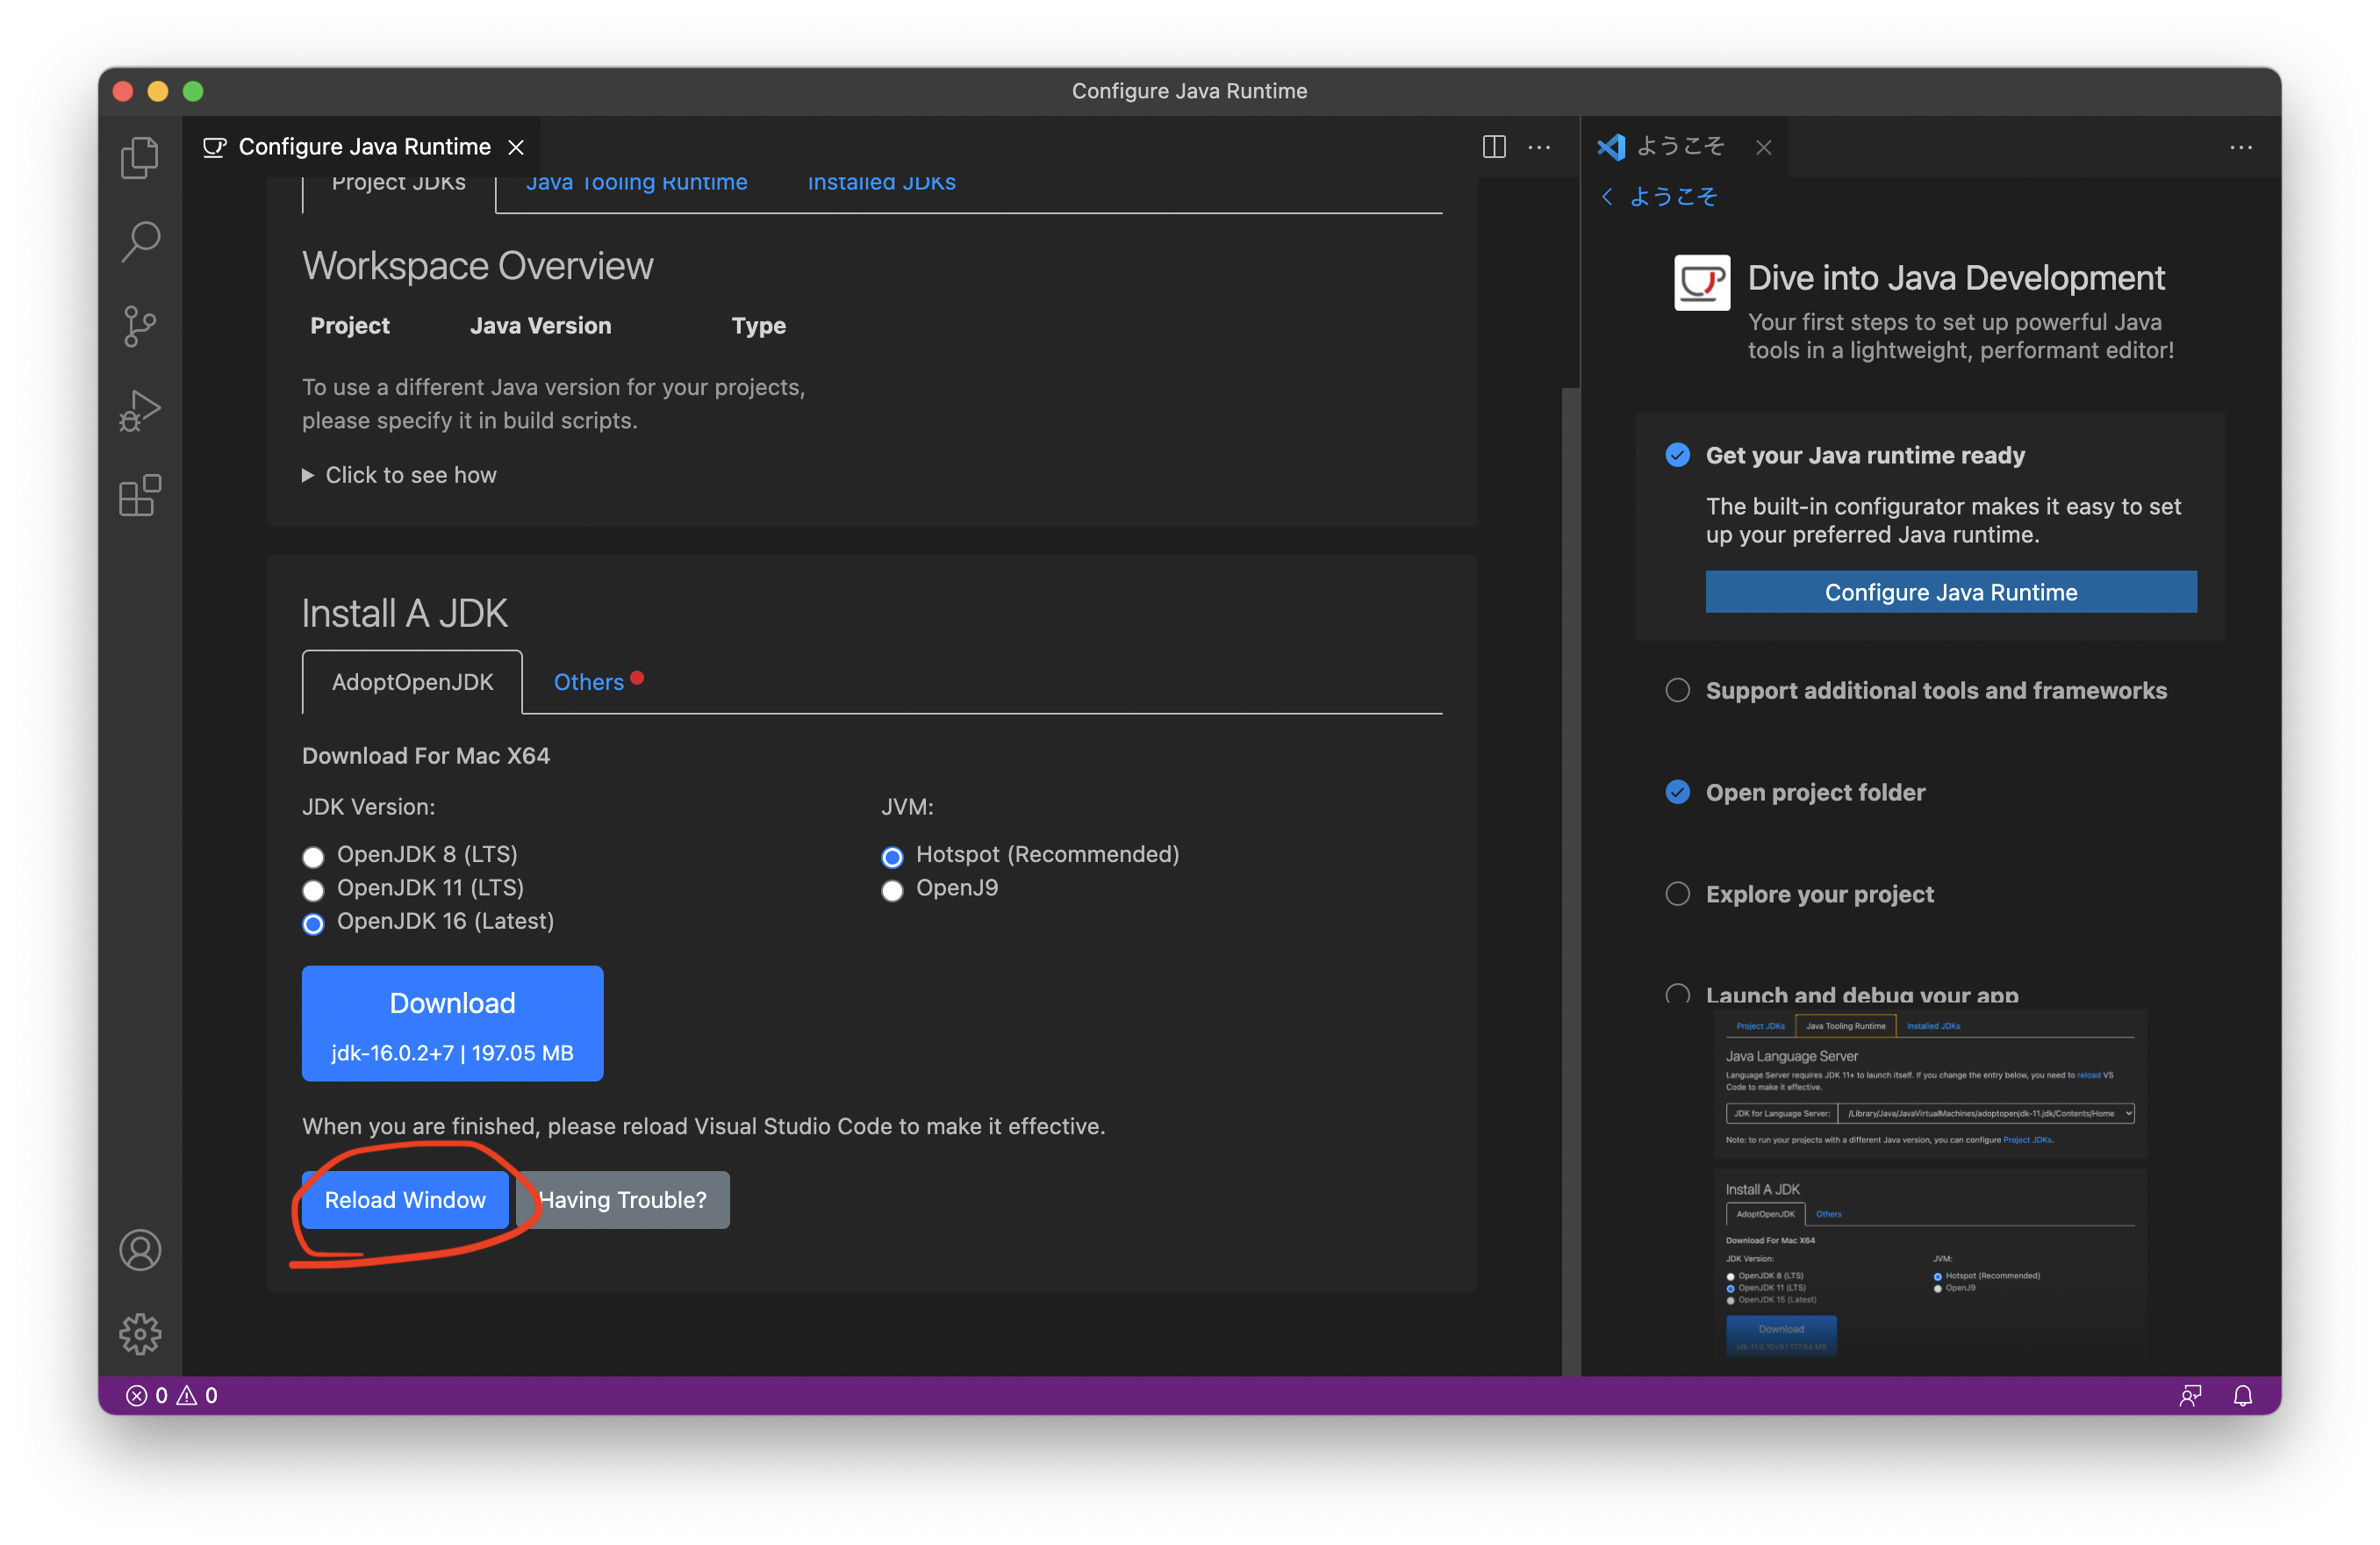 Configure Java Runtime
Configure Java Runtime
Project JDKs
Java Tooling Runtime
Installed JDKs
Workspace Overview
Project Java Version Type
To use a different Java version for your projects,
please specify it in build scripts.
Click to see how
Install A JDK
AdoptOpenJDK
Others
Download For Mac X64
JDK Version:
OpenJDK 8 (LTS)
OpenJDK 11 (LTS)
OpenJDK 16 (Latest)
JVM:
Hotspot (Recommended)
OpenJ9
Download
jdk-16.0.2+7 | 197.05 MB
When you are finished, please reload Visual Studio Code to make it effective.
Reload Window
Having Trouble?
ようこそ
ようこそ
Dive into Java Development
Your first steps to set up powerful Java
tools in a lightweight, performant editor!
Get your Java runtime ready
The built-in configurator makes it easy to set
up your preferred Java runtime.
Configure Java Runtime
Support additional tools and frameworks
Open project folder
Explore your project
Launch and debug your app
Project JDKs
Java Tooling Runtime
Installed JDKs
Java Language Server
Language Server requires JDK 11+ to launch itself. If you change the entry below, you need to reload VS
Code to make it effective.
JDK for Language Server: /Library/Java/JavaVirtualMachines/adoptopenjdk-11.jdk/Contents/Home
Note: to run your projects with a different Java version, you can configure Project JDKs.
Install A JDK
AdoptOpenJDK
Others
Download For Mac X64
JDK Version:
OpenJDK 8 (LTS)
OpenJDK 11 (LTS)
OpenJDK 15 (Latest)
JVM:
Hotspot (Recommended)
OpenJ9
Download
0 0